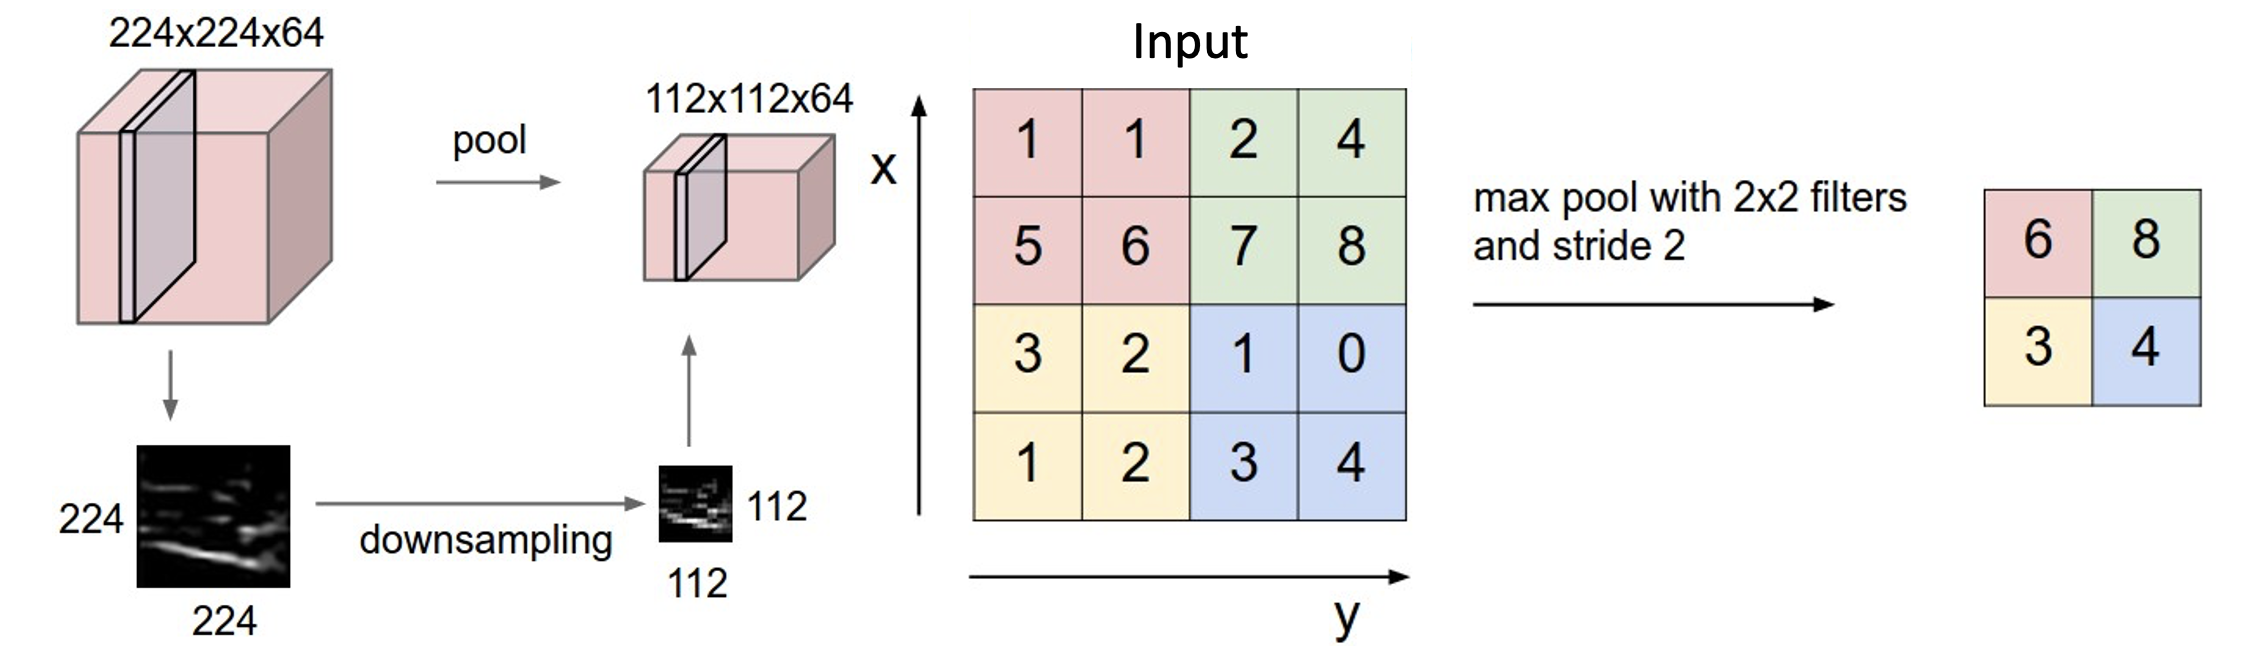 224x224x64
pool
112x112x64
224
224
downsampling
112
112
Input
x
1 1 2 4
5 6 7 8
3 2 1 0
1 2 3 4
y
max pool with 2x2 filters
and stride 2
6 8
3 4